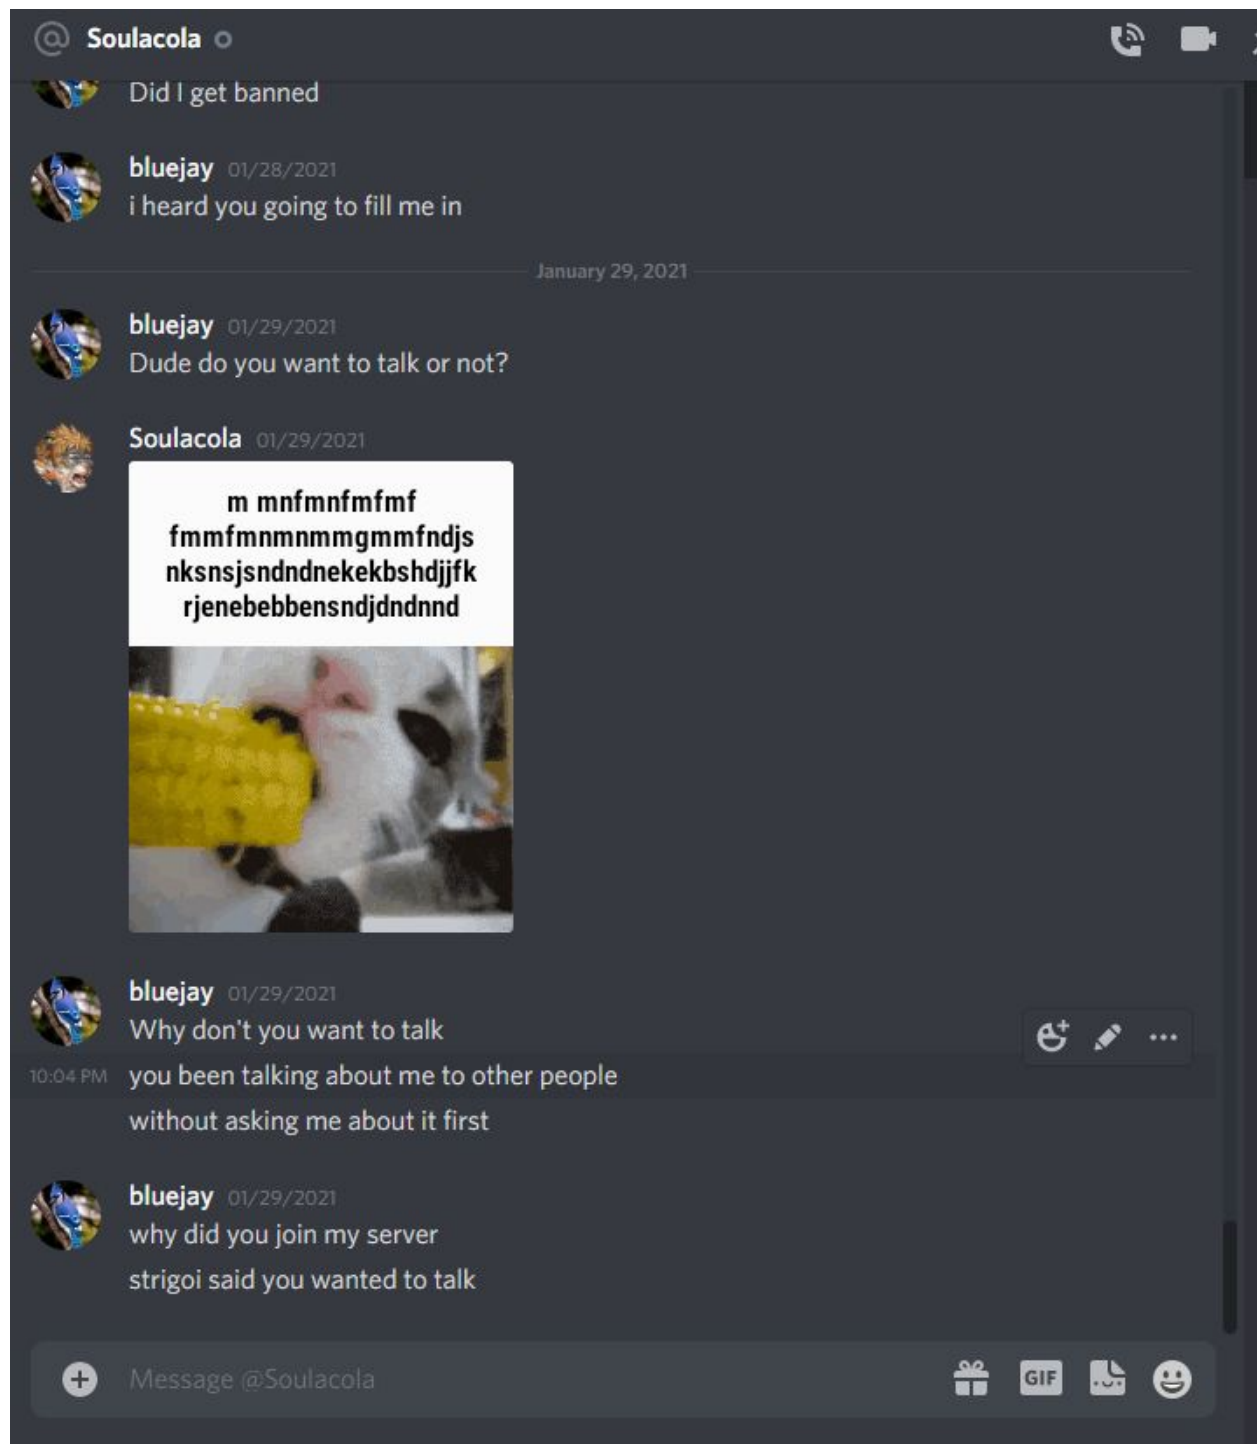 Soulacola
Did I get banned
bluejay 01/28/2021
i heard you going to fill me in
January 29, 2021
bluejay 01/29/2021
Dude do you want to talk or not?
Soulacola 01/29/2021
m mnfmnfmfmf
fmmfmnmnmmgmmfndjs
nksnsjsndndnekekbshdjjfk
rjenebebbensndjdndnnd
bluejay 01/29/2021
Why don't you want to talk
10:04 PM you been talking about me to other people
without asking me about it first
bluejay 01/29/2021
why did you join my server
strigoi said you wanted to talk
Message @Soulacola
GIF